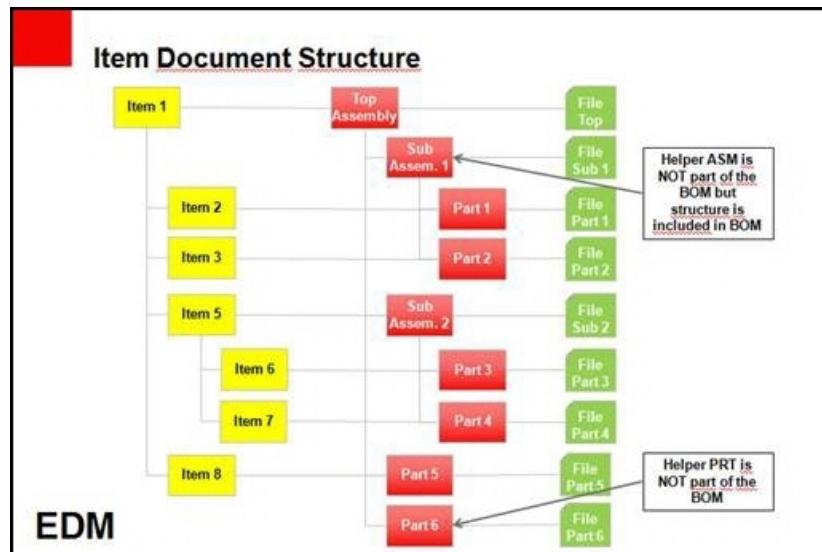 Item Document Structure
Item 1
Top
Assembly
File
Top
Sub
Assem. 1
File
Sub 1
Helper ASM is
NOT part of the
BOM but
structure is
included in BOM
Item 2
Part 1
File
Part 1
Item 3
Part 2
File
Part 2
Item 5
Sub
Assem. 2
File
Sub 2
Item 6
Part 3
File
Part 3
Item 7
Part 4
File
Part 4
Item 8
Part 5
File
Part 5
Helper PRT is
NOT part of the
BOM
Part 6
File
Part 6
EDM